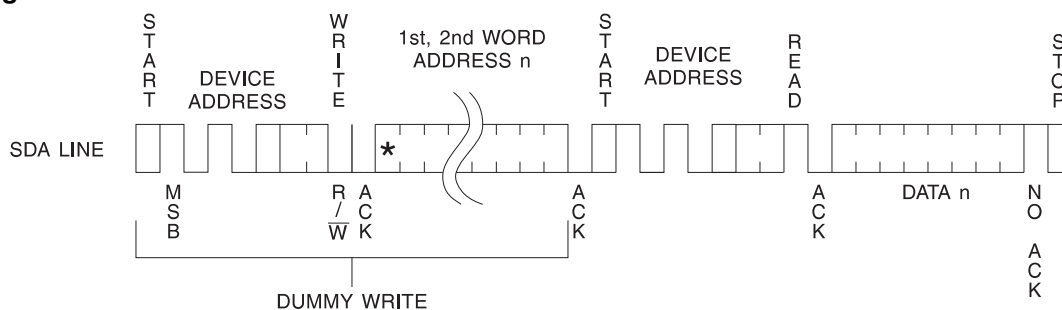 START
WRITE
1st, 2nd WORD
ADDRESS n
START
DEVICE
ADDRESS
READ
STOP
DEVICE
ADDRESS
SDA LINE
*
MSB
R/W
ACK
ACK
ACK
DATA n
NO ACK
DUMMY WRITE